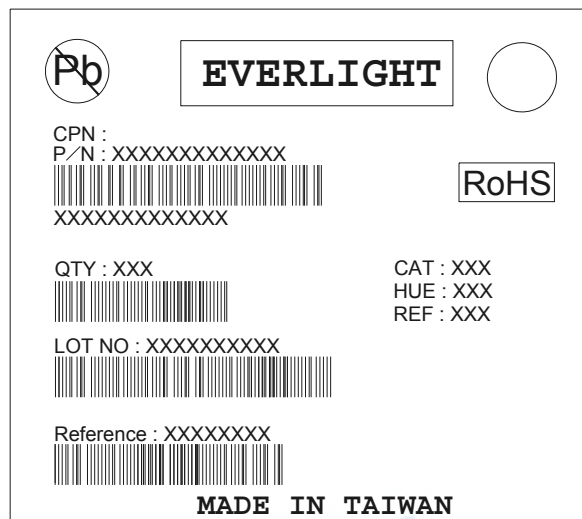 Pb
EVERLIGHT
CPN :
P/N : XXXXXXXXXXXXX
RoHS
XXXXXXXXXXXXX
QTY : XXX
CAT : XXX
HUE : XXX
REF : XXX
LOT NO : XXXXXXXXXX
Reference : XXXXXXXX
MADE IN TAIWAN